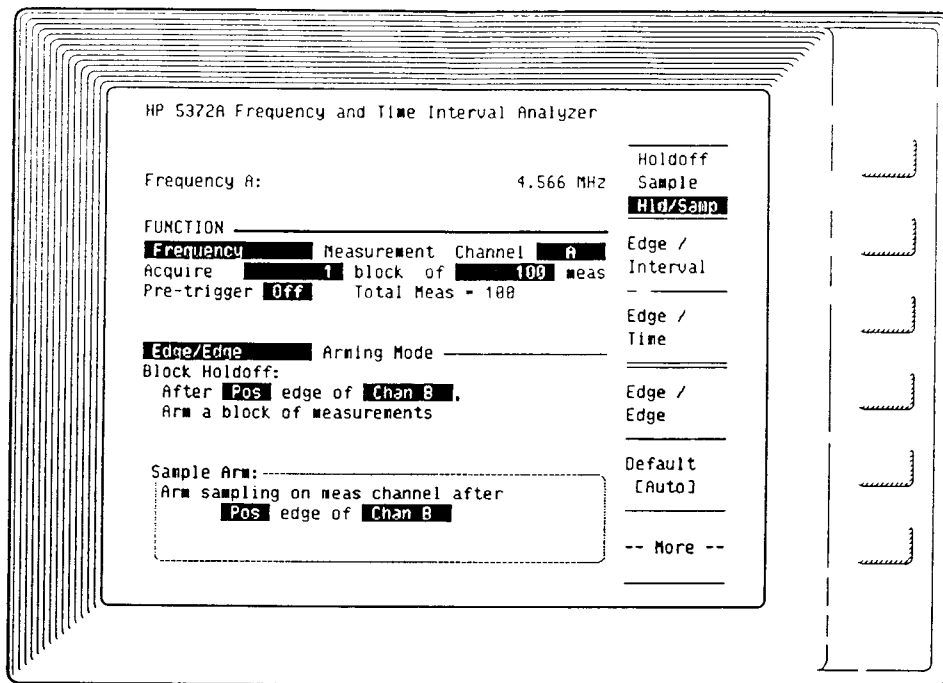 HP 5372A Frequency and Time Interval Analyzer
Frequency A: 4.566 MHz
FUNCTION
Frequency Measurement Channel A
Acquire 1 block of 100 meas
Pre-trigger Off Total Meas = 100
Edge/Edge Arming Mode
Block Holdoff:
After Pos edge of Chan B,
Arm a block of measurements
Sample Arm:
Arm sampling on meas channel after
Pos edge of Chan B
Holdoff
Sample
Hld/Samp
Edge /
Interval
Edge /
Time
Edge /
Edge
Default
[Auto]
-- More --